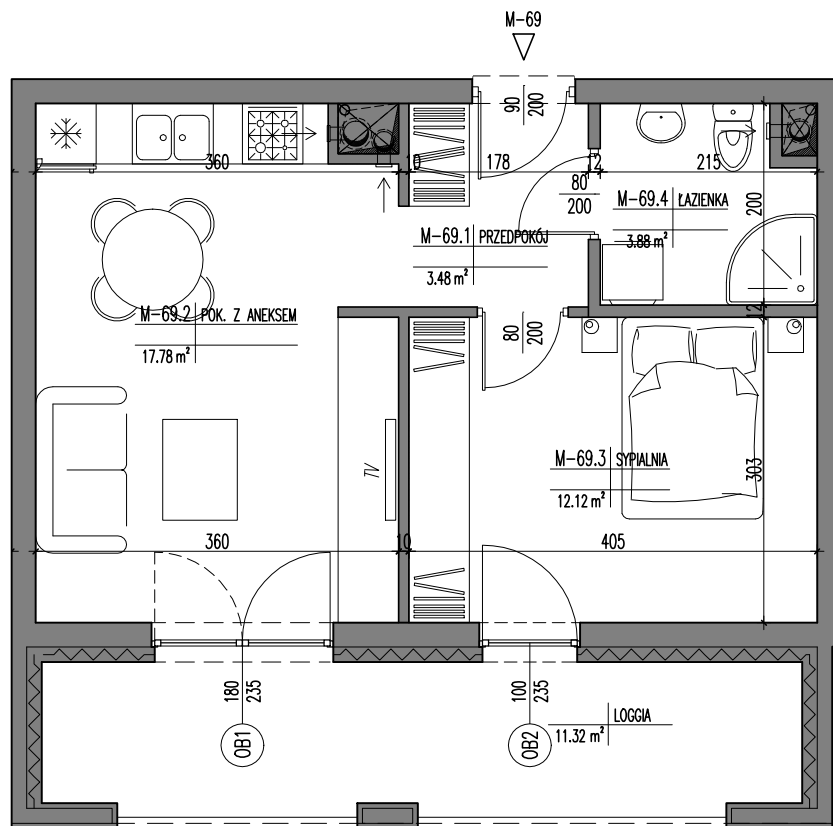 M-69
90
200
360
10
178
12
215
80
200
M-69.4 ŁAZIENKA
3.88 m²
200
M-69.1 PRZEDPOKÓJ
3.48 m²
M-69.2 POK. Z ANEKSEM
17.78 m²
80
200
12
TV
M-69.3 SYPIALNIA
12.12 m²
303
360
10
405
180
235
100
235
OB1
OB2
LOGGIA
11.32 m²